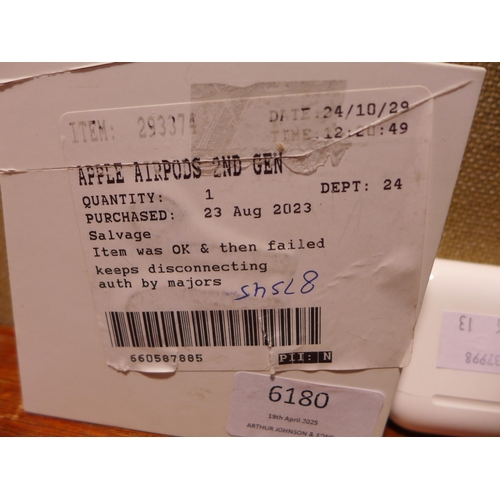 ITEM: 293374
DATE: 24/10/29
TIME: 12:20:49
APPLE AIRPODS 2ND GEN
QUANTITY: 1 DEPT: 24
PURCHASED: 23 Aug 2023
Salvage
Item was OK & then failed
keeps disconnecting
auth by majors
87545
660587885 PII: N
6180
19th April 2025
ARTHUR JOHNSON & SONS
13